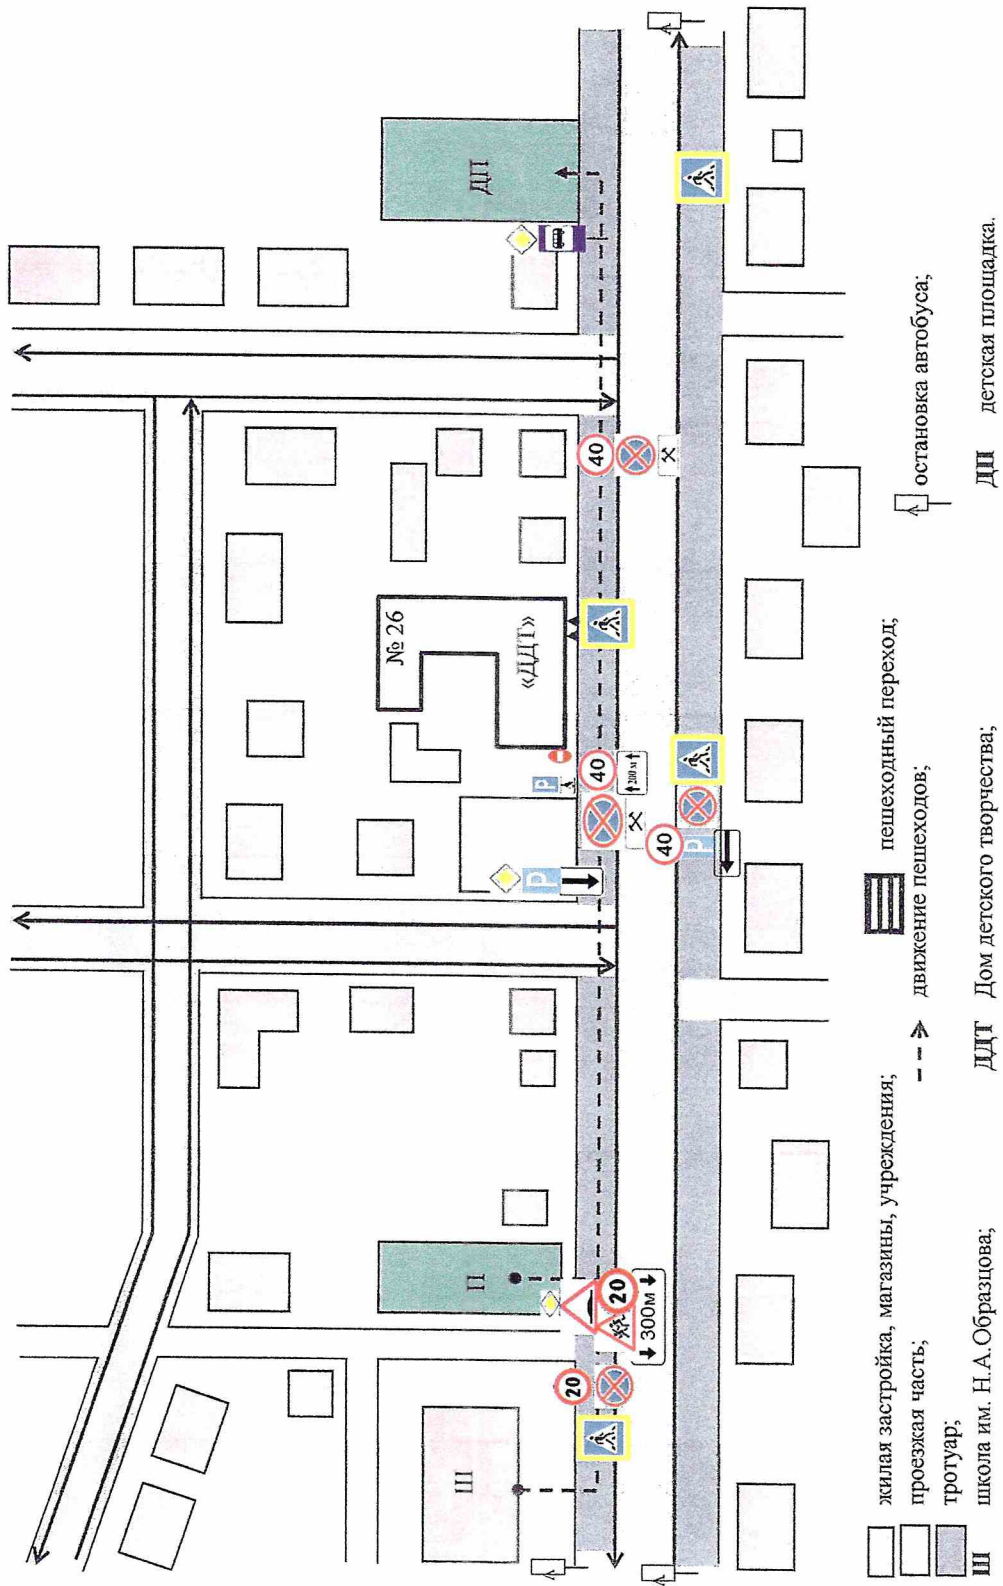 ДП
№ 26
«ДДТ»
П
Ш
40
40
200 м
P
P
40
P
20
300м
20
жилая застройка, магазины, учреждения;
проезжая часть;
тротуар;
движение пешеходов;
пешеходный переход;
остановка автобуса;
Ш школа им. Н.А.Образцова;
ДДТ Дом детского творчества;
ДП детская площадка.